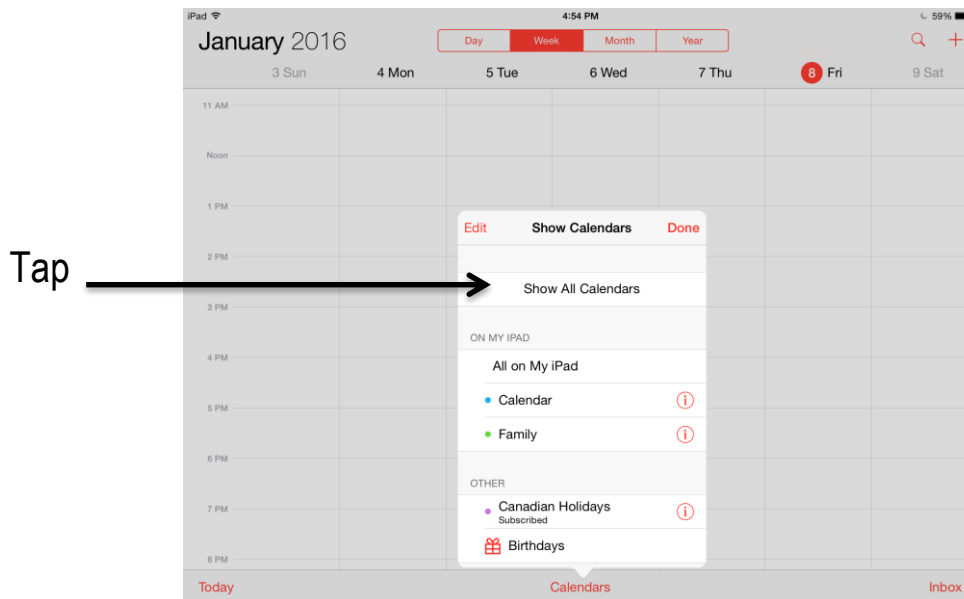 iPad 4:54 PM 59%
January 2016 Day Week Month Year
3 Sun 4 Mon 5 Tue 6 Wed 7 Thu 8 Fri 9 Sat
11 AM
Noon
1 PM
Edit Show Calendars Done
2 PM
Tap
Show All Calendars
3 PM
ON MY IPAD
4 PM
All on My iPad
Calendar
5 PM
Family
6 PM
OTHER
7 PM
Canadian Holidays
Subscribed
Birthdays
8 PM
Today Calendars Inbox